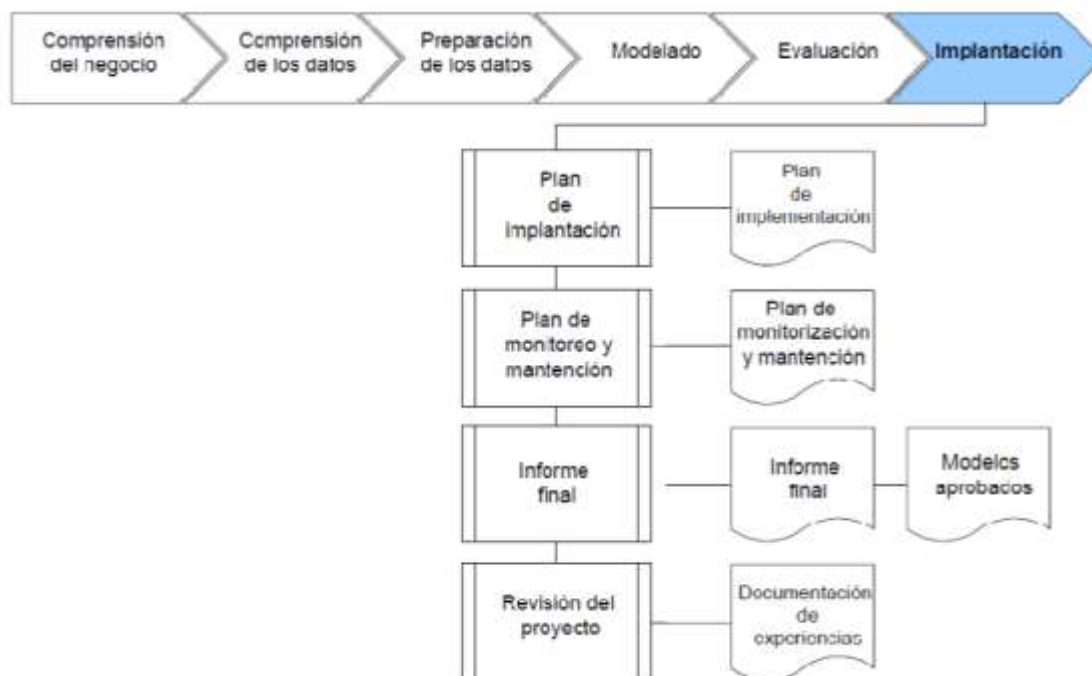 Comprensión
del negocio
Comprensión
de los datos
Preparación
de los datos
Modelado
Evaluación
Implantación
Plan
de
implantación
Plan
de
implementación
Plan de
monitoreo y
mantención
Plan de
monitorización
y mantención
Informe
final
Informe
final
Modelos
aprobados
Revisión del
proyecto
Documentación
de
experiencias